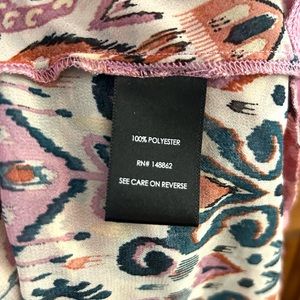 100% POLYESTER
RN# 148862
SEE CARE ON REVERSE